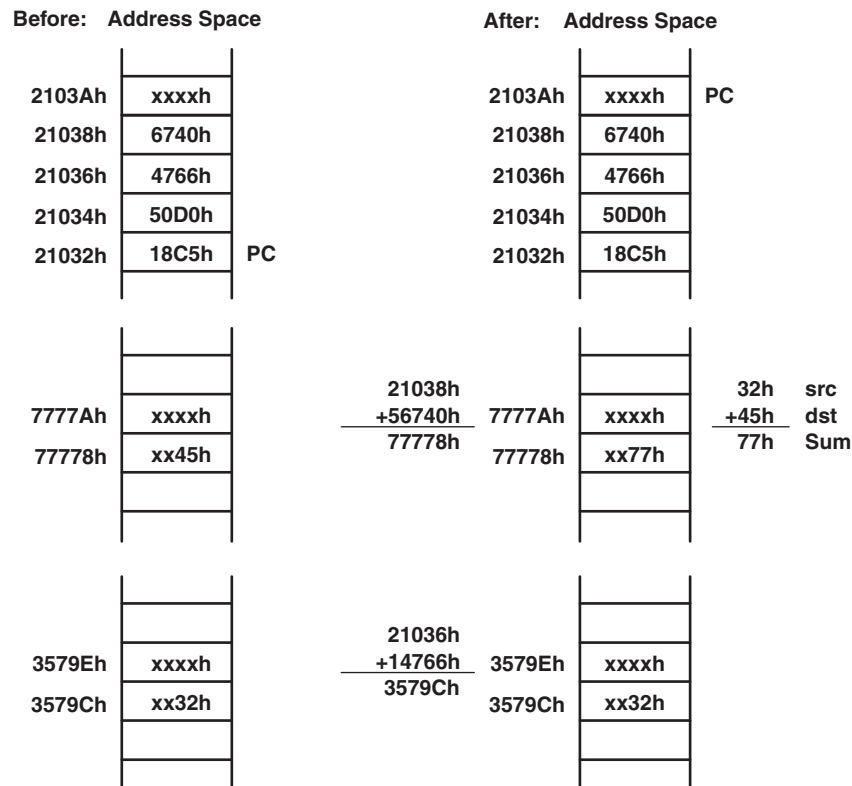 Before: Address Space
After: Address Space
2103Ah xxxxh
21038h 6740h
21036h 4766h
21034h 50D0h
21032h 18C5h PC
2103Ah xxxxh PC
21038h 6740h
21036h 4766h
21034h 50D0h
21032h 18C5h
7777Ah xxxxh
77778h xx45h
21038h
+56740h
77778h
7777Ah xxxxh
77778h xx77h
32h src
+45h dst
77h Sum
3579Eh xxxxh
3579Ch xx32h
21036h
+14766h
3579Ch
3579Eh xxxxh
3579Ch xx32h